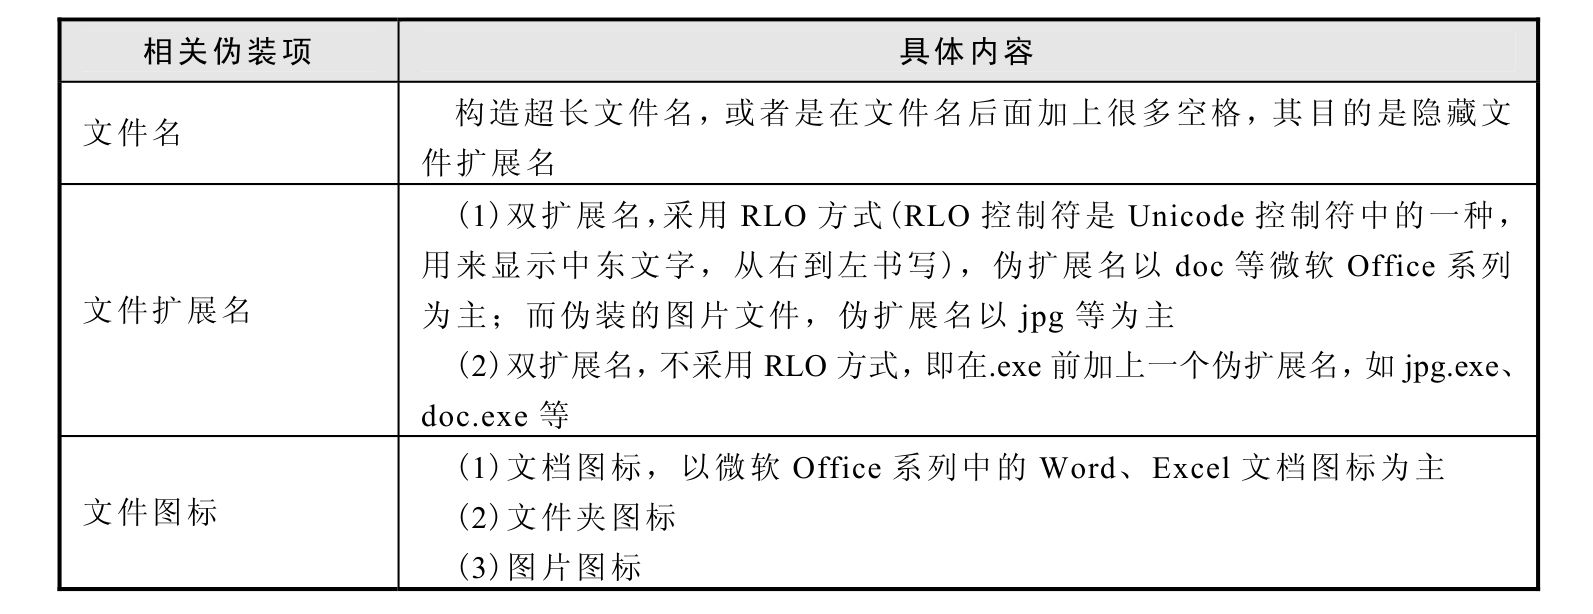 相关伪装项
具体内容
文件名
构造超长文件名，或者是在文件名后面加上很多空格，其目的是隐藏文
件扩展名
文件扩展名
(1)双扩展名，采用 RLO 方式(RLO 控制符是 Unicode 控制符中的一种，
用来显示中东文字，从右到左书写)，伪扩展名以 doc 等微软 Office 系列
为主；而伪装的图片文件，伪扩展名以 jpg 等为主
(2)双扩展名，不采用 RLO 方式，即在.exe 前加上一个伪扩展名，如 jpg.exe、
doc.exe 等
文件图标
(1)文档图标，以微软 Office 系列中的 Word、Excel 文档图标为主
(2)文件夹图标
(3)图片图标